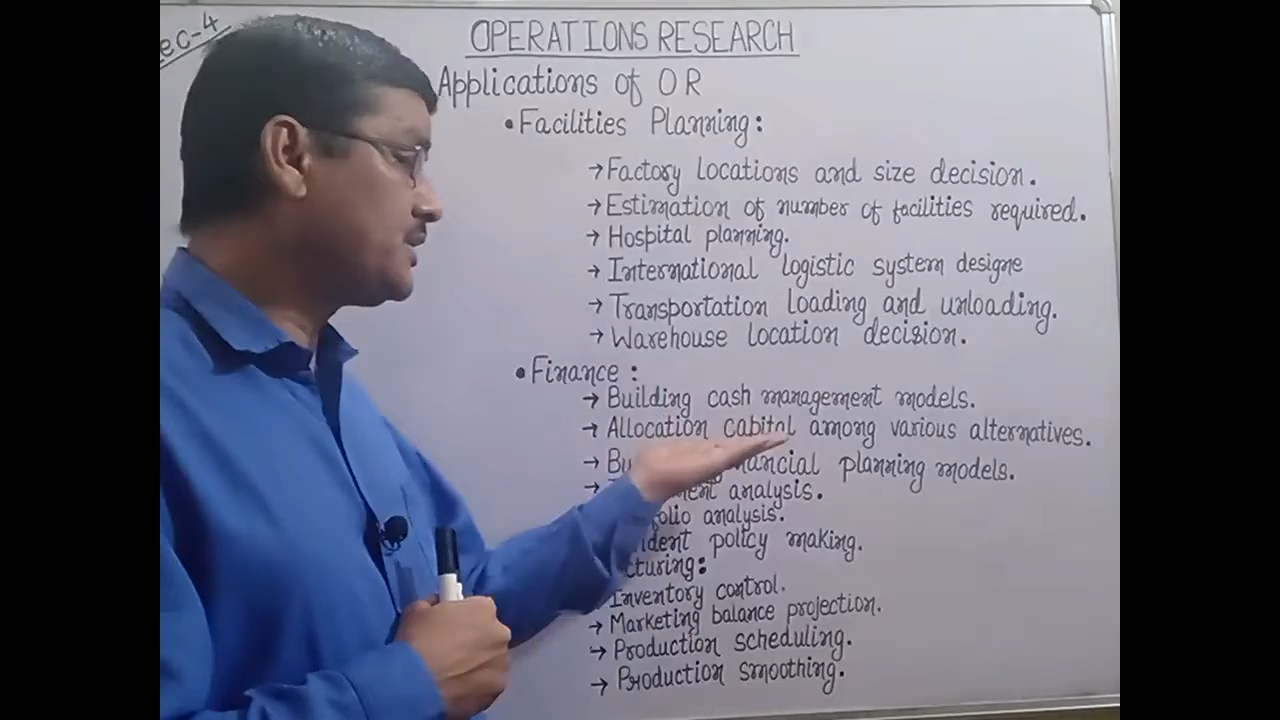 ec-4
OPERATIONS RESEARCH
Applications of OR
•Facilities Planning:
→Factory locations and size decision.
→Estimation of number of facilities required.
→Hospital planning.
→International logistic system designe
→Transportation loading and unloading.
→Warehouse location decision.
•Finance:
→Building cash management models.
→Allocation cabital among various alternatives.
→ planning models.
→ analysis.
analysis.
policy making.
→Inventory control.
→Marketing balance projection.
→Production scheduling.
→Production smoothing.